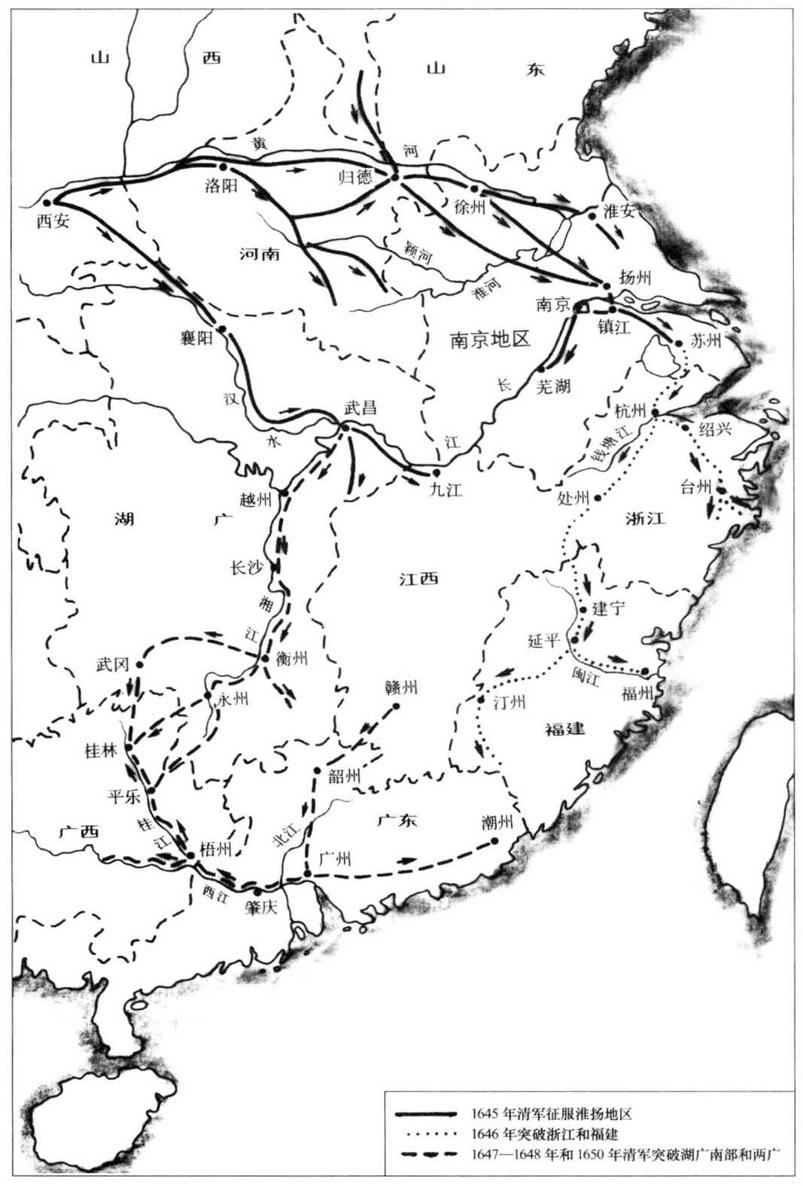 山 西
山 东
黄 河
洛阳
归德
徐州
淮安
西安
河南
颍河
淮河
扬州
南京
镇江
襄阳
南京地区
苏州
芜湖
汉 水
武昌
长 江
杭州
绍兴
钱塘江
九江
越州
处州
台州
湖 广
浙江
长沙
江西
湘 江
建宁
延平
武冈
衡州
闽江
福州
永州
赣州
汀州
福建
桂林
韶州
平乐
广西
桂 江
北江
广东
潮州
梧州
广州
西江
肇庆
1645 年清军征服淮扬地区
1646 年突破浙江和福建
1647—1648 年和 1650 年清军突破湖广南部和两广